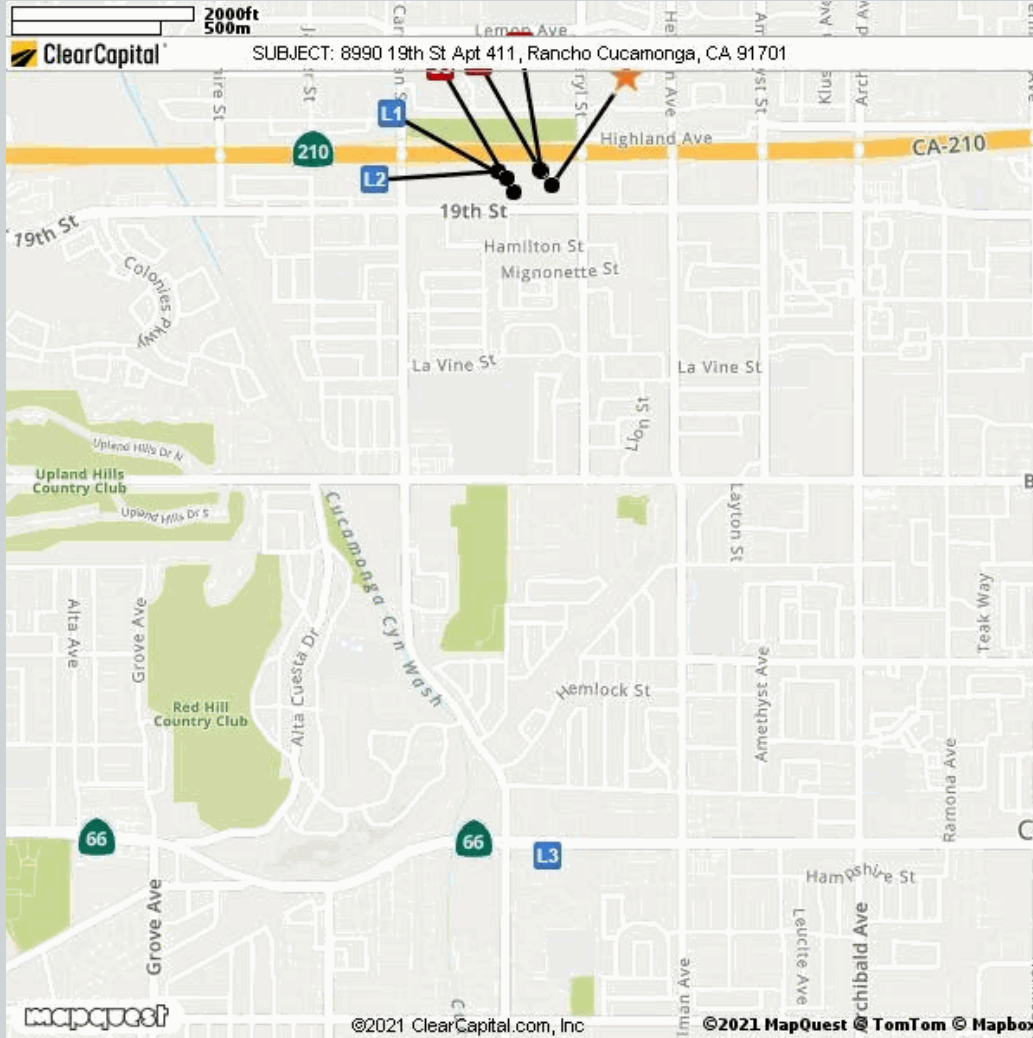 2000ft
500m
Lemon Ave
ClearCapital
SUBJECT: 8990 19th St Apt 411, Rancho Cucamonga, CA 91701
L1
Highland Ave
210
CA-210
L2
19th St
19th St
Hamilton St
Mignonette St
Colonies Pkwy
La Vine St
La Vine St
Lion St
Upland Hills Dr N
Upland Hills
Country Club
Upland Hills Dr S
Layton St
Cucamonga Cyn Wash
Alta Ave
Grove Ave
Teak Way
Alta Cuesta Dr
Hemlock St
Amethyst Ave
Red Hill
Country Club
Ramona Ave
66
66
L3
Hampshire St
Grove Ave
Leucite Ave
mapquest
©2021 ClearCapital.com, Inc
©2021 MapQuest © TomTom © Mapbox